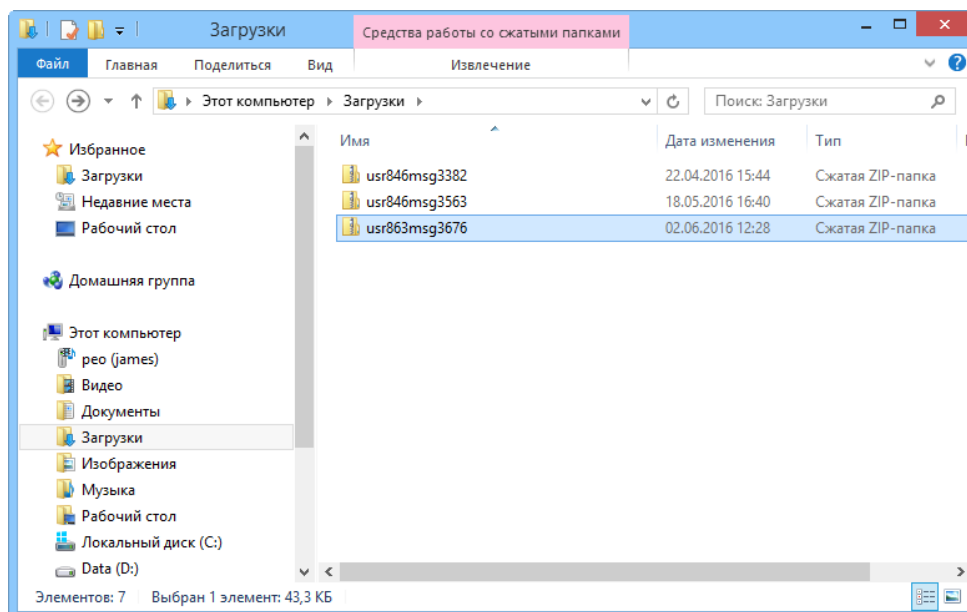 Загрузки
Средства работы со сжатыми папками
Файл Главная Поделиться Вид Извлечение
Этот компьютер Загрузки
Поиск: Загрузки
Имя Дата изменения Тип
Избранное
Загрузки
Недавние места
Рабочий стол
Домашняя группа
Этот компьютер
peo (james)
Видео
Документы
Загрузки
Изображения
Музыка
Рабочий стол
Локальный диск (C:)
Data (D:)
usr846msg3382 22.04.2016 15:44 Сжатая ZIP-папка
usr846msg3563 18.05.2016 16:40 Сжатая ZIP-папка
usr863msg3676 02.06.2016 12:28 Сжатая ZIP-папка
Элементов: 7 Выбран 1 элемент: 43,3 КБ